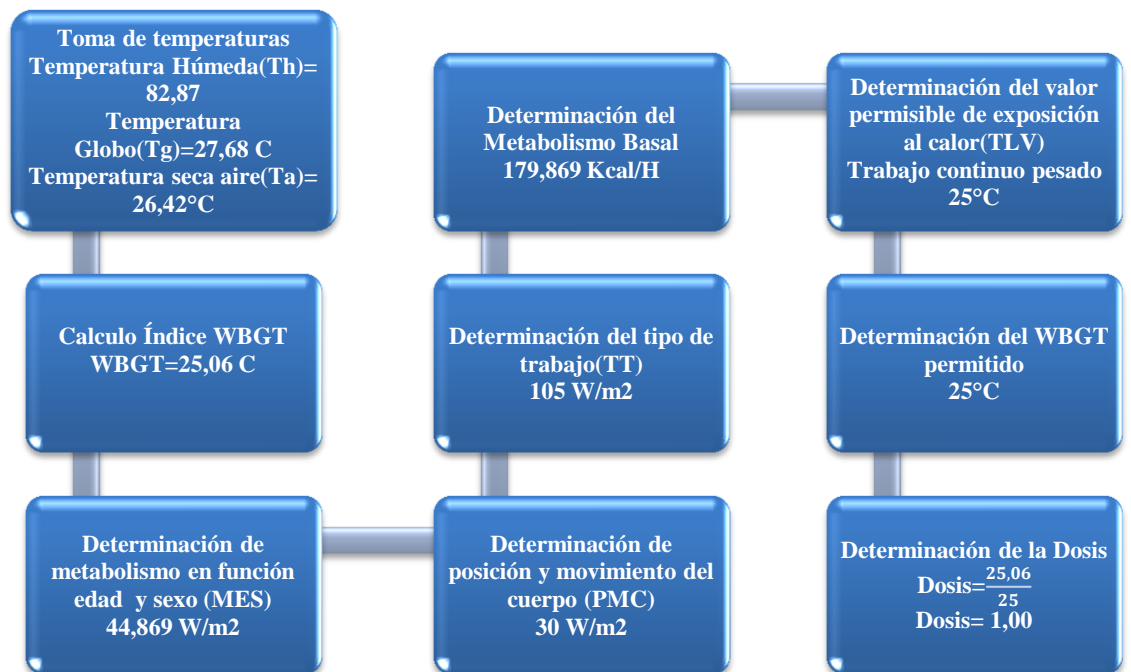 Toma de temperaturas
Temperatura Húmeda(Th)=
82,87
Temperatura
Globo(Tg)=27,68 C
Temperatura seca aire(Ta)=
26,42°C
Calculo Índice WBGT
WBGT=25,06 C
Determinación de
metabolismo en función
edad y sexo (MES)
44,869 W/m2
Determinación de
posición y movimiento del
cuerpo (PMC)
30 W/m2
Determinación del tipo de
trabajo(TT)
105 W/m2
Determinación del
Metabolismo Basal
179,869 Kcal/H
Determinación del valor
permisible de exposición
al calor(TLV)
Trabajo continuo pesado
25°C
Determinación del WBGT
permitido
25°C
Determinación de la Dosis
Dosis=25,06/25
Dosis= 1,00